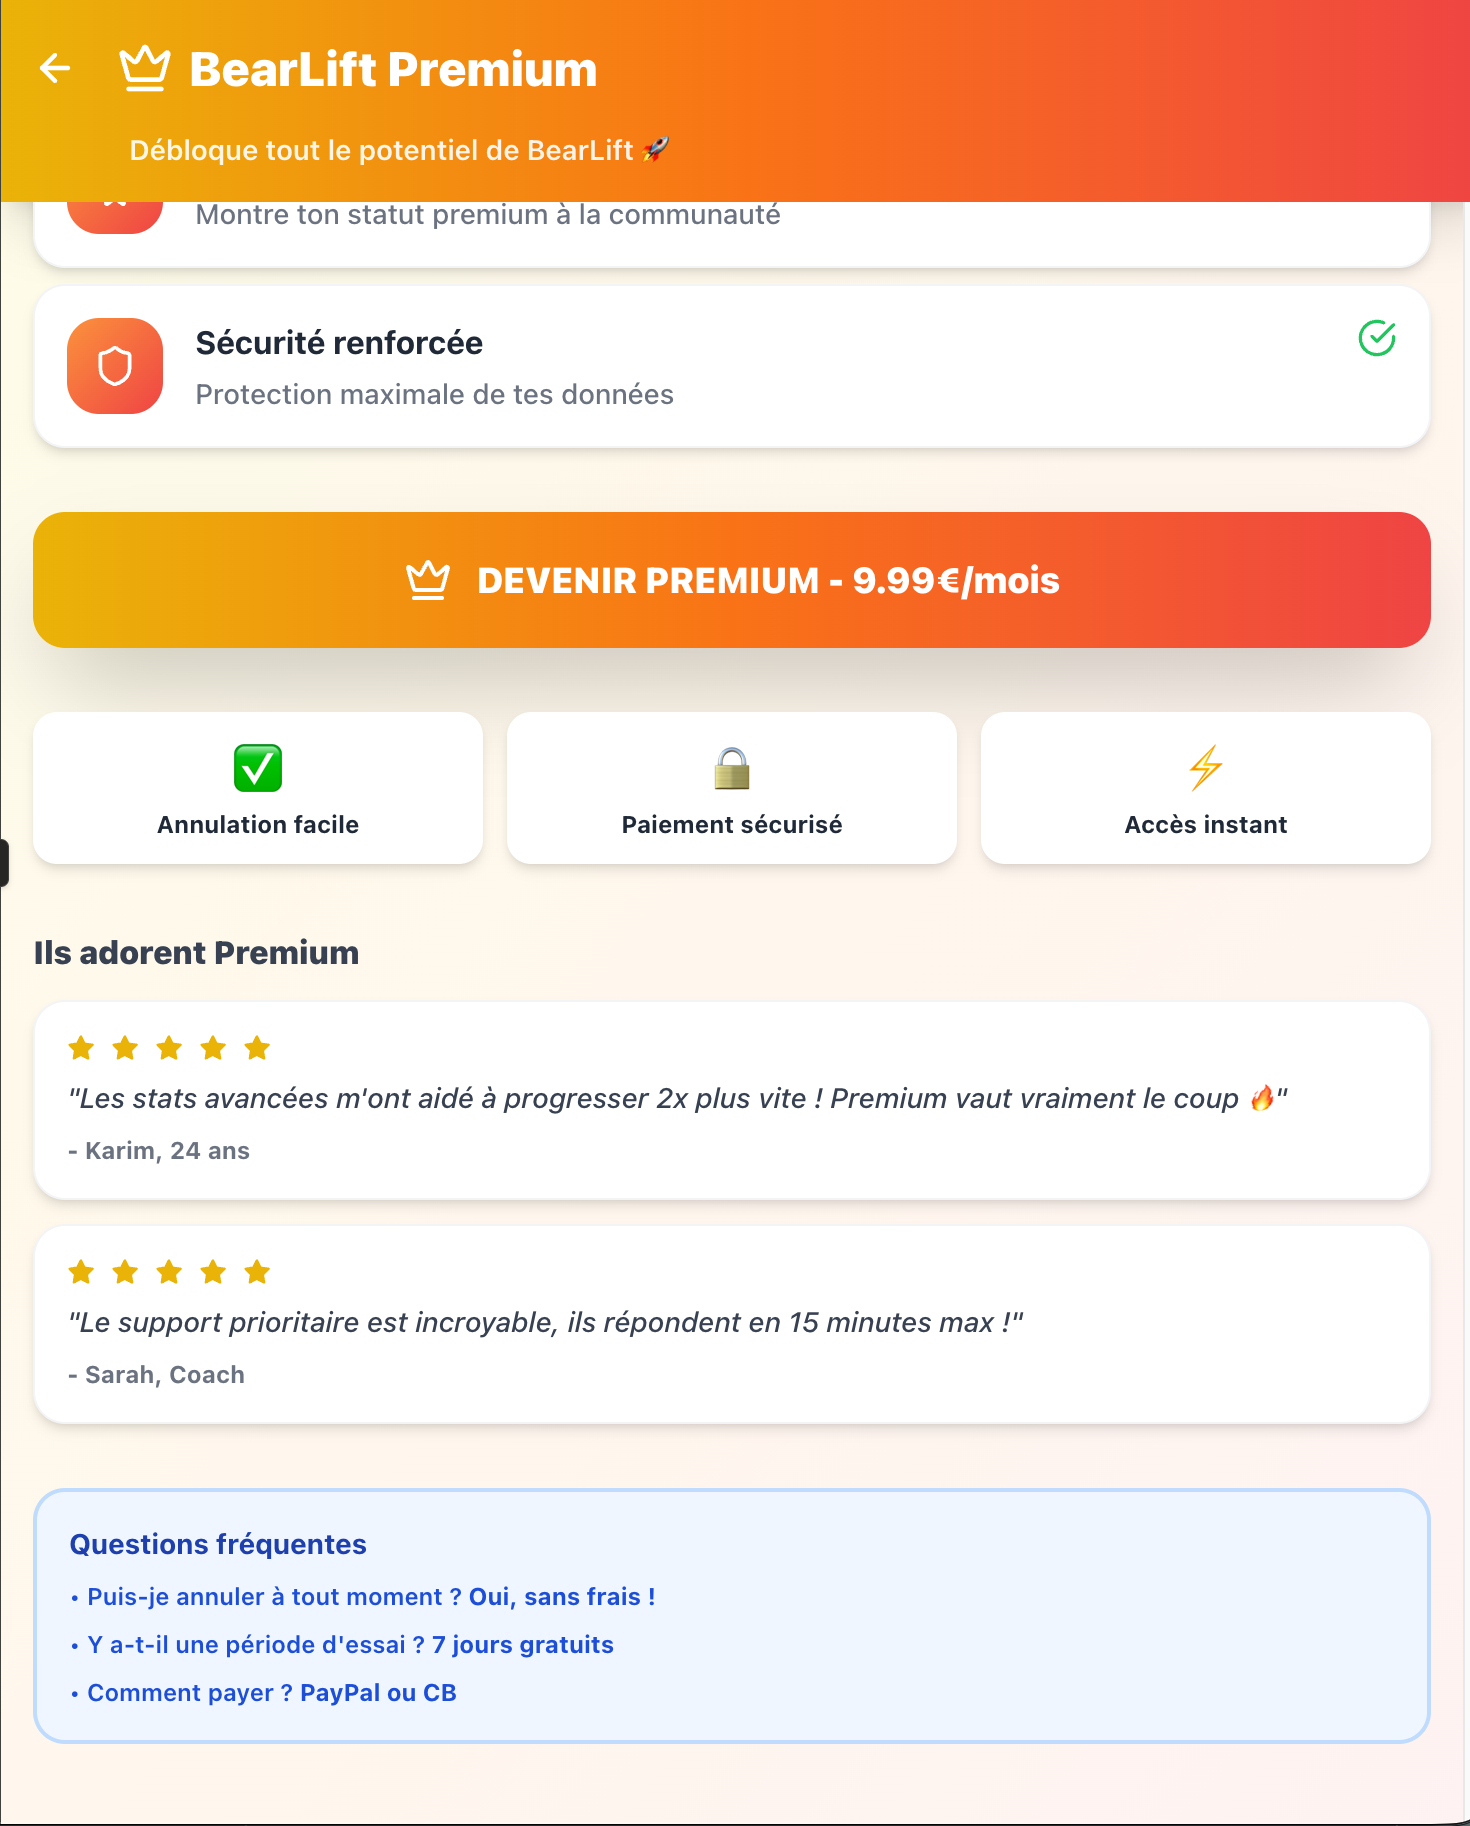 BearLift Premium
Débloque tout le potentiel de BearLift 🚀
Montre ton statut premium à la communauté
Sécurité renforcée
Protection maximale de tes données
DEVENIR PREMIUM - 9.99€/mois
Annulation facile
Paiement sécurisé
Accès instant
Ils adorent Premium
"Les stats avancées m'ont aidé à progresser 2x plus vite ! Premium vaut vraiment le coup 🔥"
- Karim, 24 ans
"Le support prioritaire est incroyable, ils répondent en 15 minutes max !"
- Sarah, Coach
Questions fréquentes
• Puis-je annuler à tout moment ? Oui, sans frais !
• Y a-t-il une période d'essai ? 7 jours gratuits
• Comment payer ? PayPal ou CB